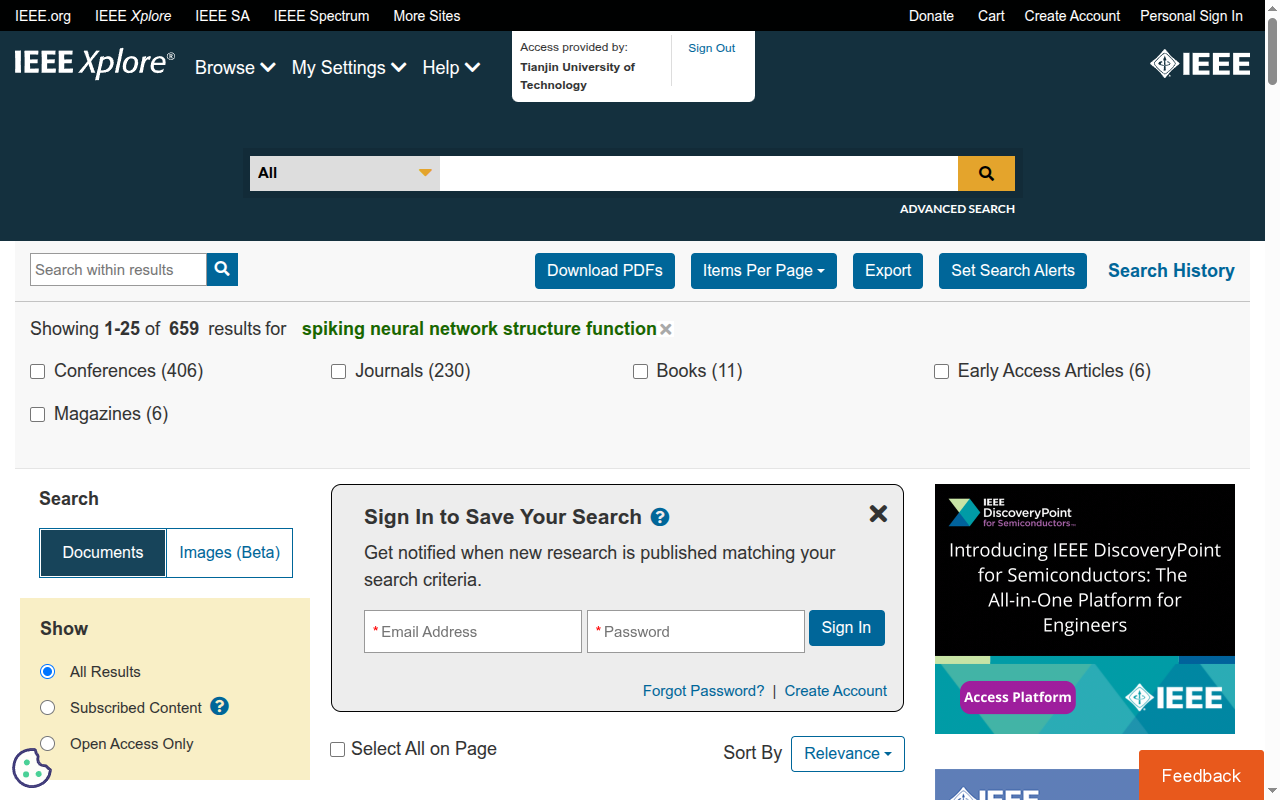 IEEE.org IEEE Xplore IEEE SA IEEE Spectrum More Sites Donate Cart Create Account Personal Sign In
IEEE Xplore® Browse My Settings Help
Access provided by:
Tianjin University of
Technology
Sign Out
IEEE
All
ADVANCED SEARCH
Search within results
Download PDFs Items Per Page Export Set Search Alerts Search History
Showing 1-25 of 659 results for spiking neural network structure function
Conferences (406) Journals (230) Books (11) Early Access Articles (6)
Magazines (6)
Search
Documents Images (Beta)
Show
All Results
Subscribed Content ?
Open Access Only
Sign In to Save Your Search ?
Get notified when new research is published matching your
search criteria.
*Email Address *Password Sign In
Forgot Password? | Create Account
Select All on Page Sort By Relevance
IEEE
DiscoveryPoint
for Semiconductors
Introducing IEEE DiscoveryPoint
for Semiconductors: The
All-in-One Platform for
Engineers
Access Platform IEEE
IEEE
Feedback